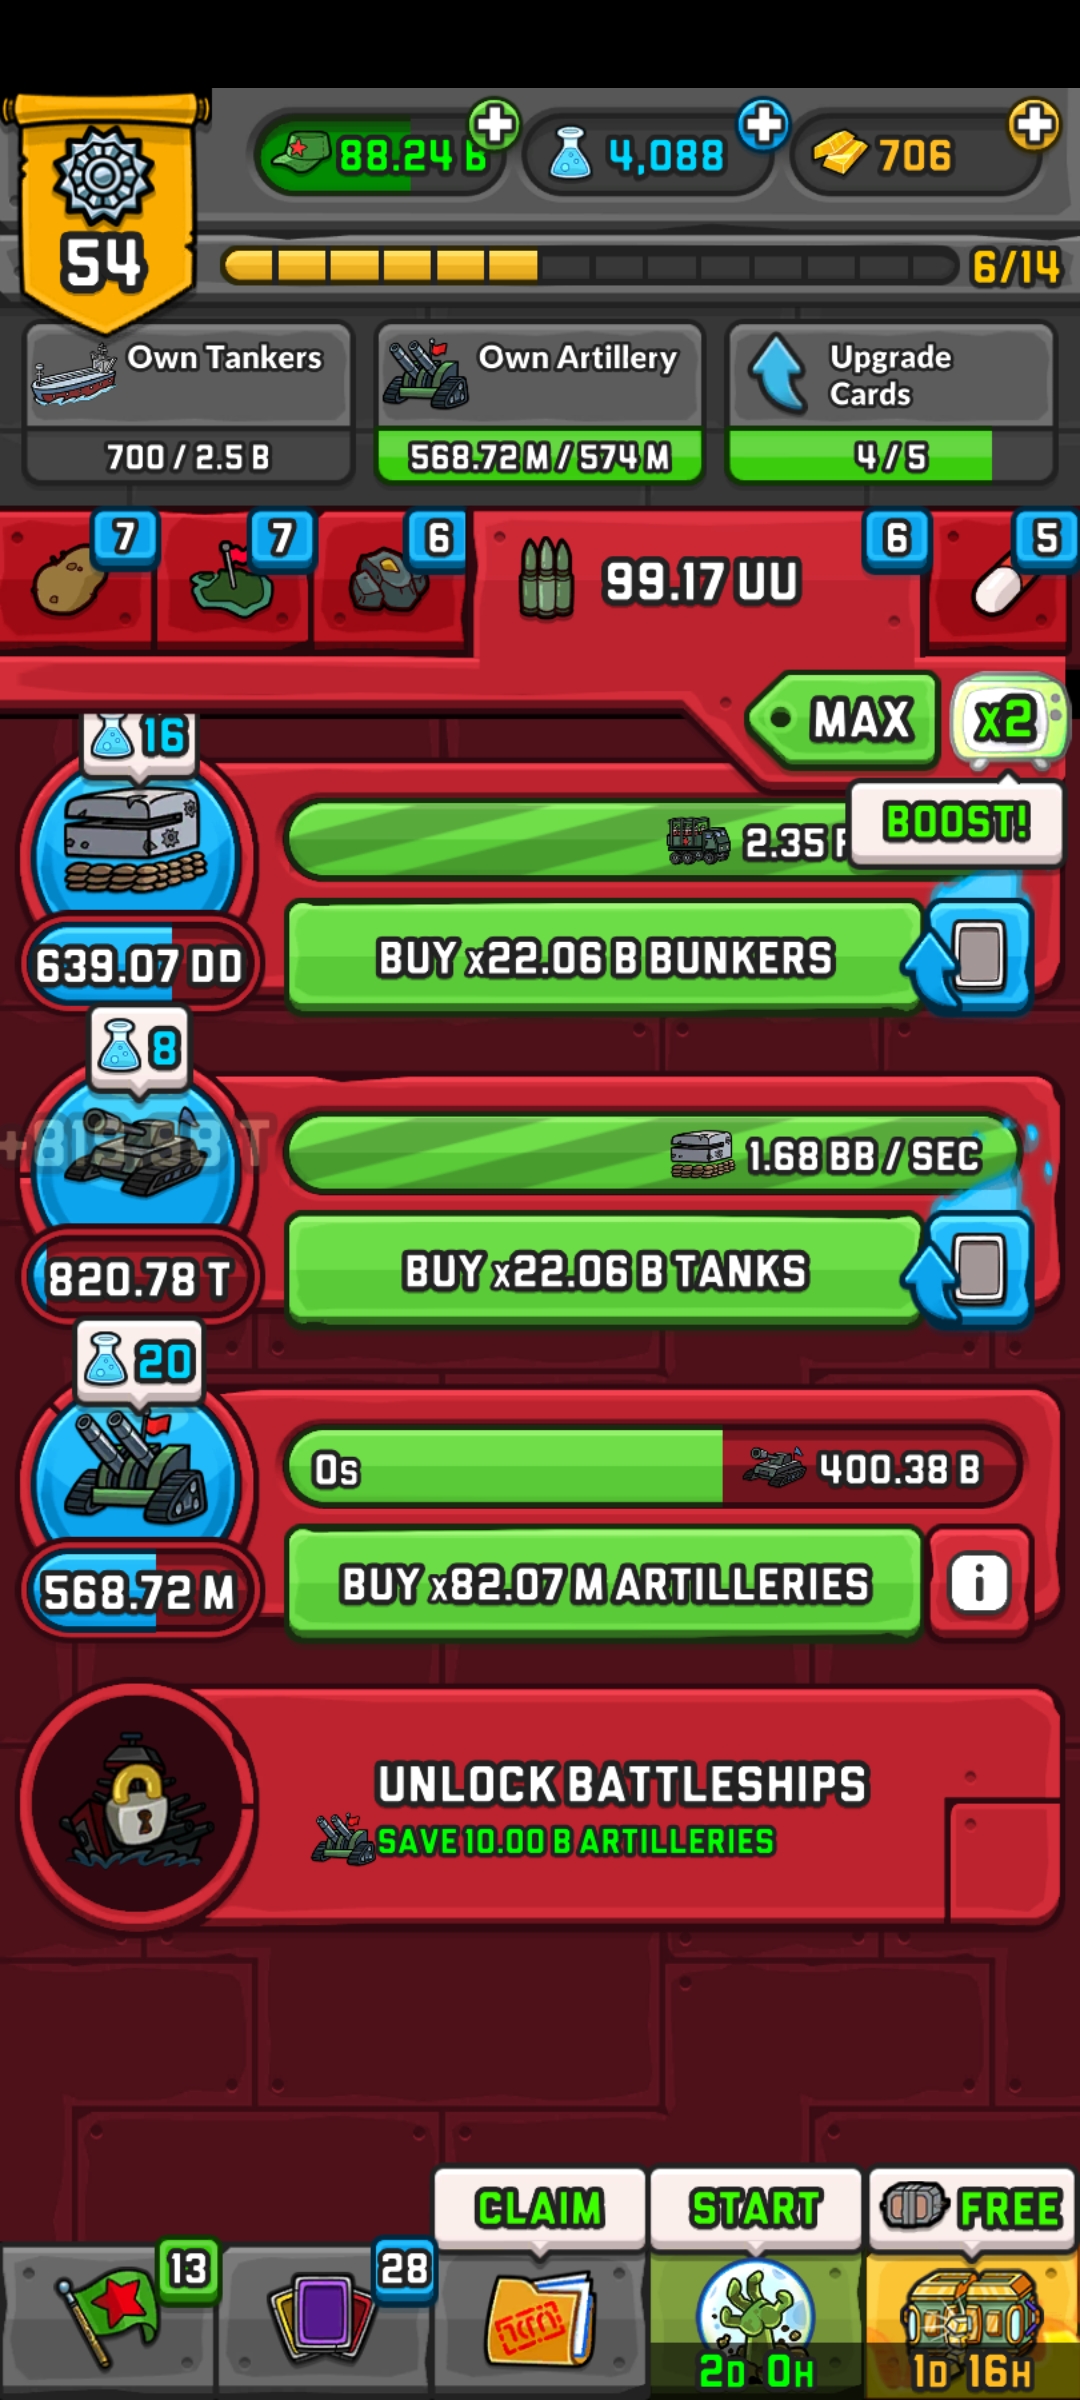 54
88.24 B
4,088
706
6/14
Own Tankers
700 / 2.5 B
Own Artillery
568.72 M / 574 M
Upgrade
Cards
4 / 5
7
7
6
99.17 UU
6
5
MAX
x2
BOOST!
16
2.35
639.07 DD
BUY x22.06 B BUNKERS
8
1.68 BB / SEC
820.78 T
BUY x22.06 B TANKS
20
0s
400.38 B
568.72 M
BUY x82.07 M ARTILLERIES
i
UNLOCK BATTLESHIPS
SAVE 10.00 B ARTILLERIES
CLAIM
START
FREE
13
28
2D 0H
1D 16H